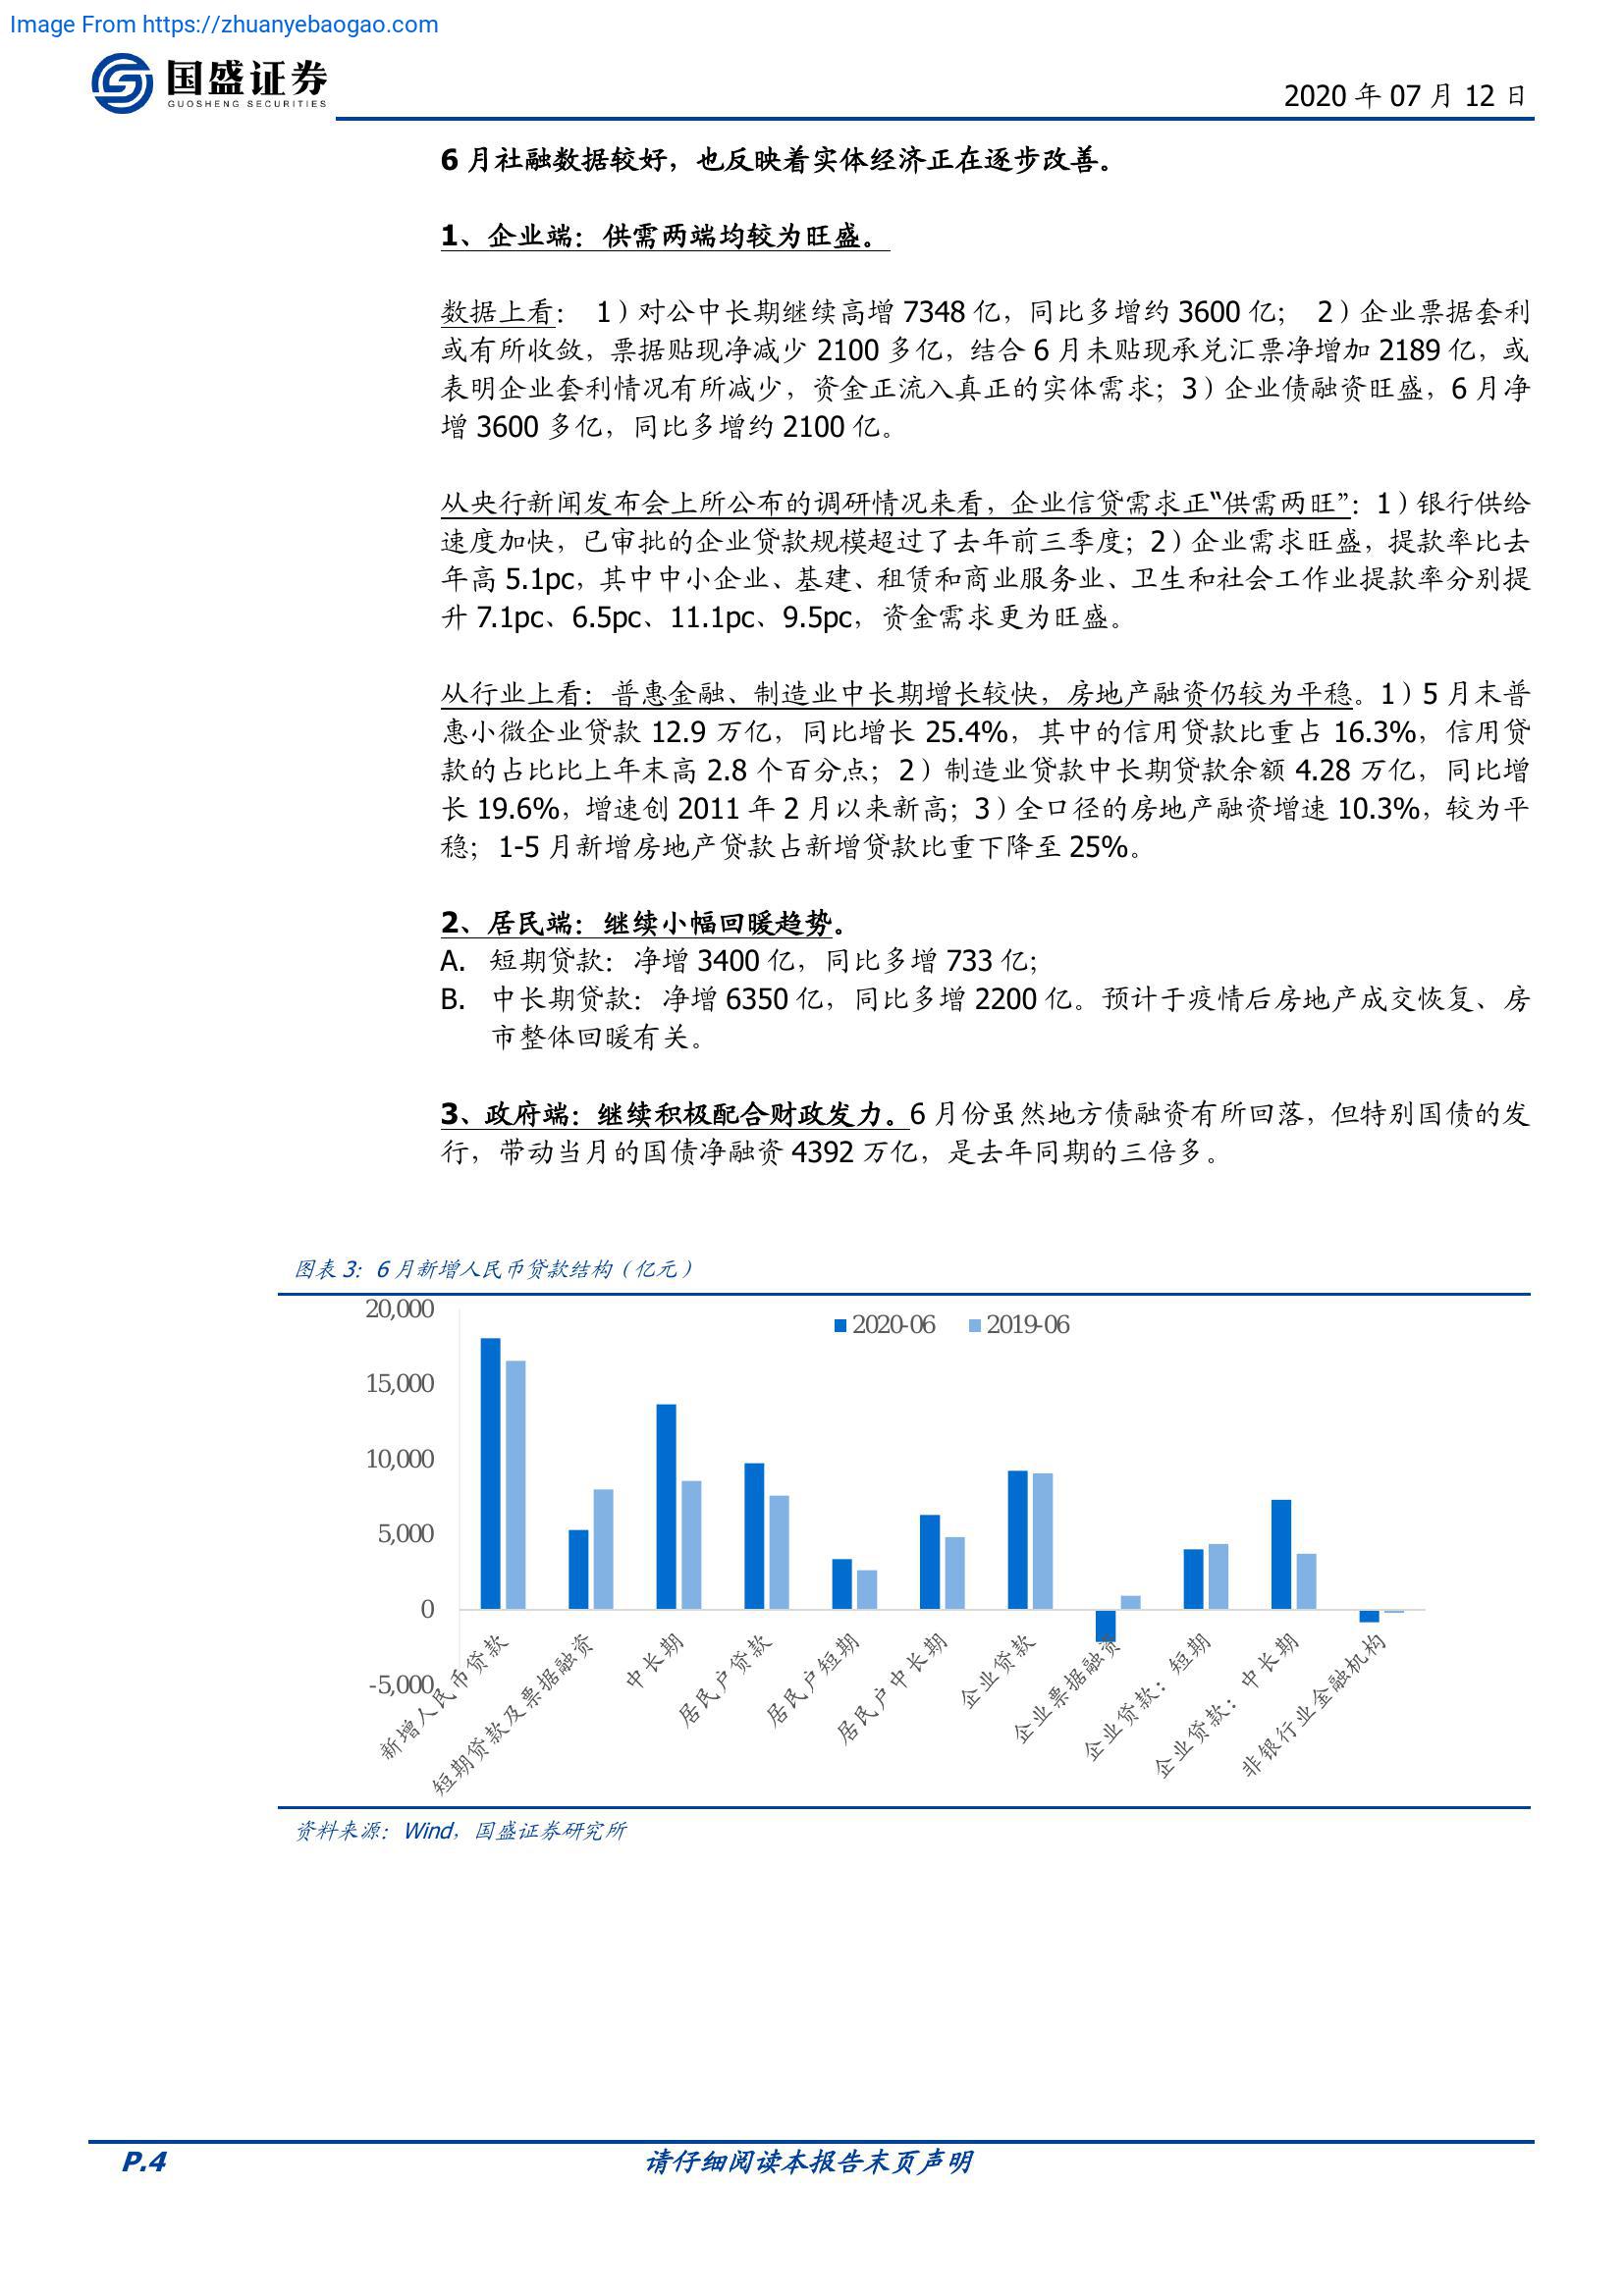 Image From https://zhuanyebaogao.com
国盛证券
GUOSHENG SECURITIES
2020 年 07 月 12 日
6 月社融数据较好，也反映着实体经济正在逐步改善。
1、企业端：供需两端均较为旺盛。
数据上看： 1）对公中长期继续高增 7348 亿，同比多增约 3600 亿； 2）企业票据套利
或有所收敛，票据贴现净减少 2100 多亿，结合 6 月未贴现承兑汇票净增加 2189 亿，或
表明企业套利情况有所减少，资金正流入真正的实体需求；3）企业债融资旺盛，6 月净
增 3600 多亿，同比多增约 2100 亿。
从央行新闻发布会上所公布的调研情况来看，企业信贷需求正“供需两旺”：1）银行供给
速度加快，已审批的企业贷款规模超过了去年前三季度；2）企业需求旺盛，提款率比去
年高 5.1pc，其中中小企业、基建、租赁和商业服务业、卫生和社会工作业提款率分别提
升 7.1pc、6.5pc、11.1pc、9.5pc，资金需求更为旺盛。
从行业上看：普惠金融、制造业中长期增长较快，房地产融资仍较为平稳。1）5 月末普
惠小微企业贷款 12.9 万亿，同比增长 25.4%，其中的信用贷款比重占 16.3%，信用贷
款的占比比上年末高 2.8 个百分点；2）制造业贷款中长期贷款余额 4.28 万亿，同比增
长 19.6%，增速创 2011 年 2 月以来新高；3）全口径的房地产融资增速 10.3%，较为平
稳；1-5 月新增房地产贷款占新增贷款比重下降至 25%。
2、居民端：继续小幅回暖趋势。
A. 短期贷款：净增 3400 亿，同比多增 733 亿；
B. 中长期贷款：净增 6350 亿，同比多增 2200 亿。预计于疫情后房地产成交恢复、房
市整体回暖有关。
3、政府端：继续积极配合财政发力。6 月份虽然地方债融资有所回落，但特别国债的发
行，带动当月的国债净融资 4392 万亿，是去年同期的三倍多。
图表 3：6 月新增人民币贷款结构（亿元）
2020-06 2019-06
20,000
15,000
10,000
5,000
0
-5,000
新增人民币贷款
短期贷款及票据融资
中长期
居民户贷款
居民户短期
居民户中长期
企业贷款
企业票据融资
企业贷款：短期
企业贷款：中长期
非银行业金融机构
资料来源：Wind，国盛证券研究所
P.4
请仔细阅读本报告末页声明